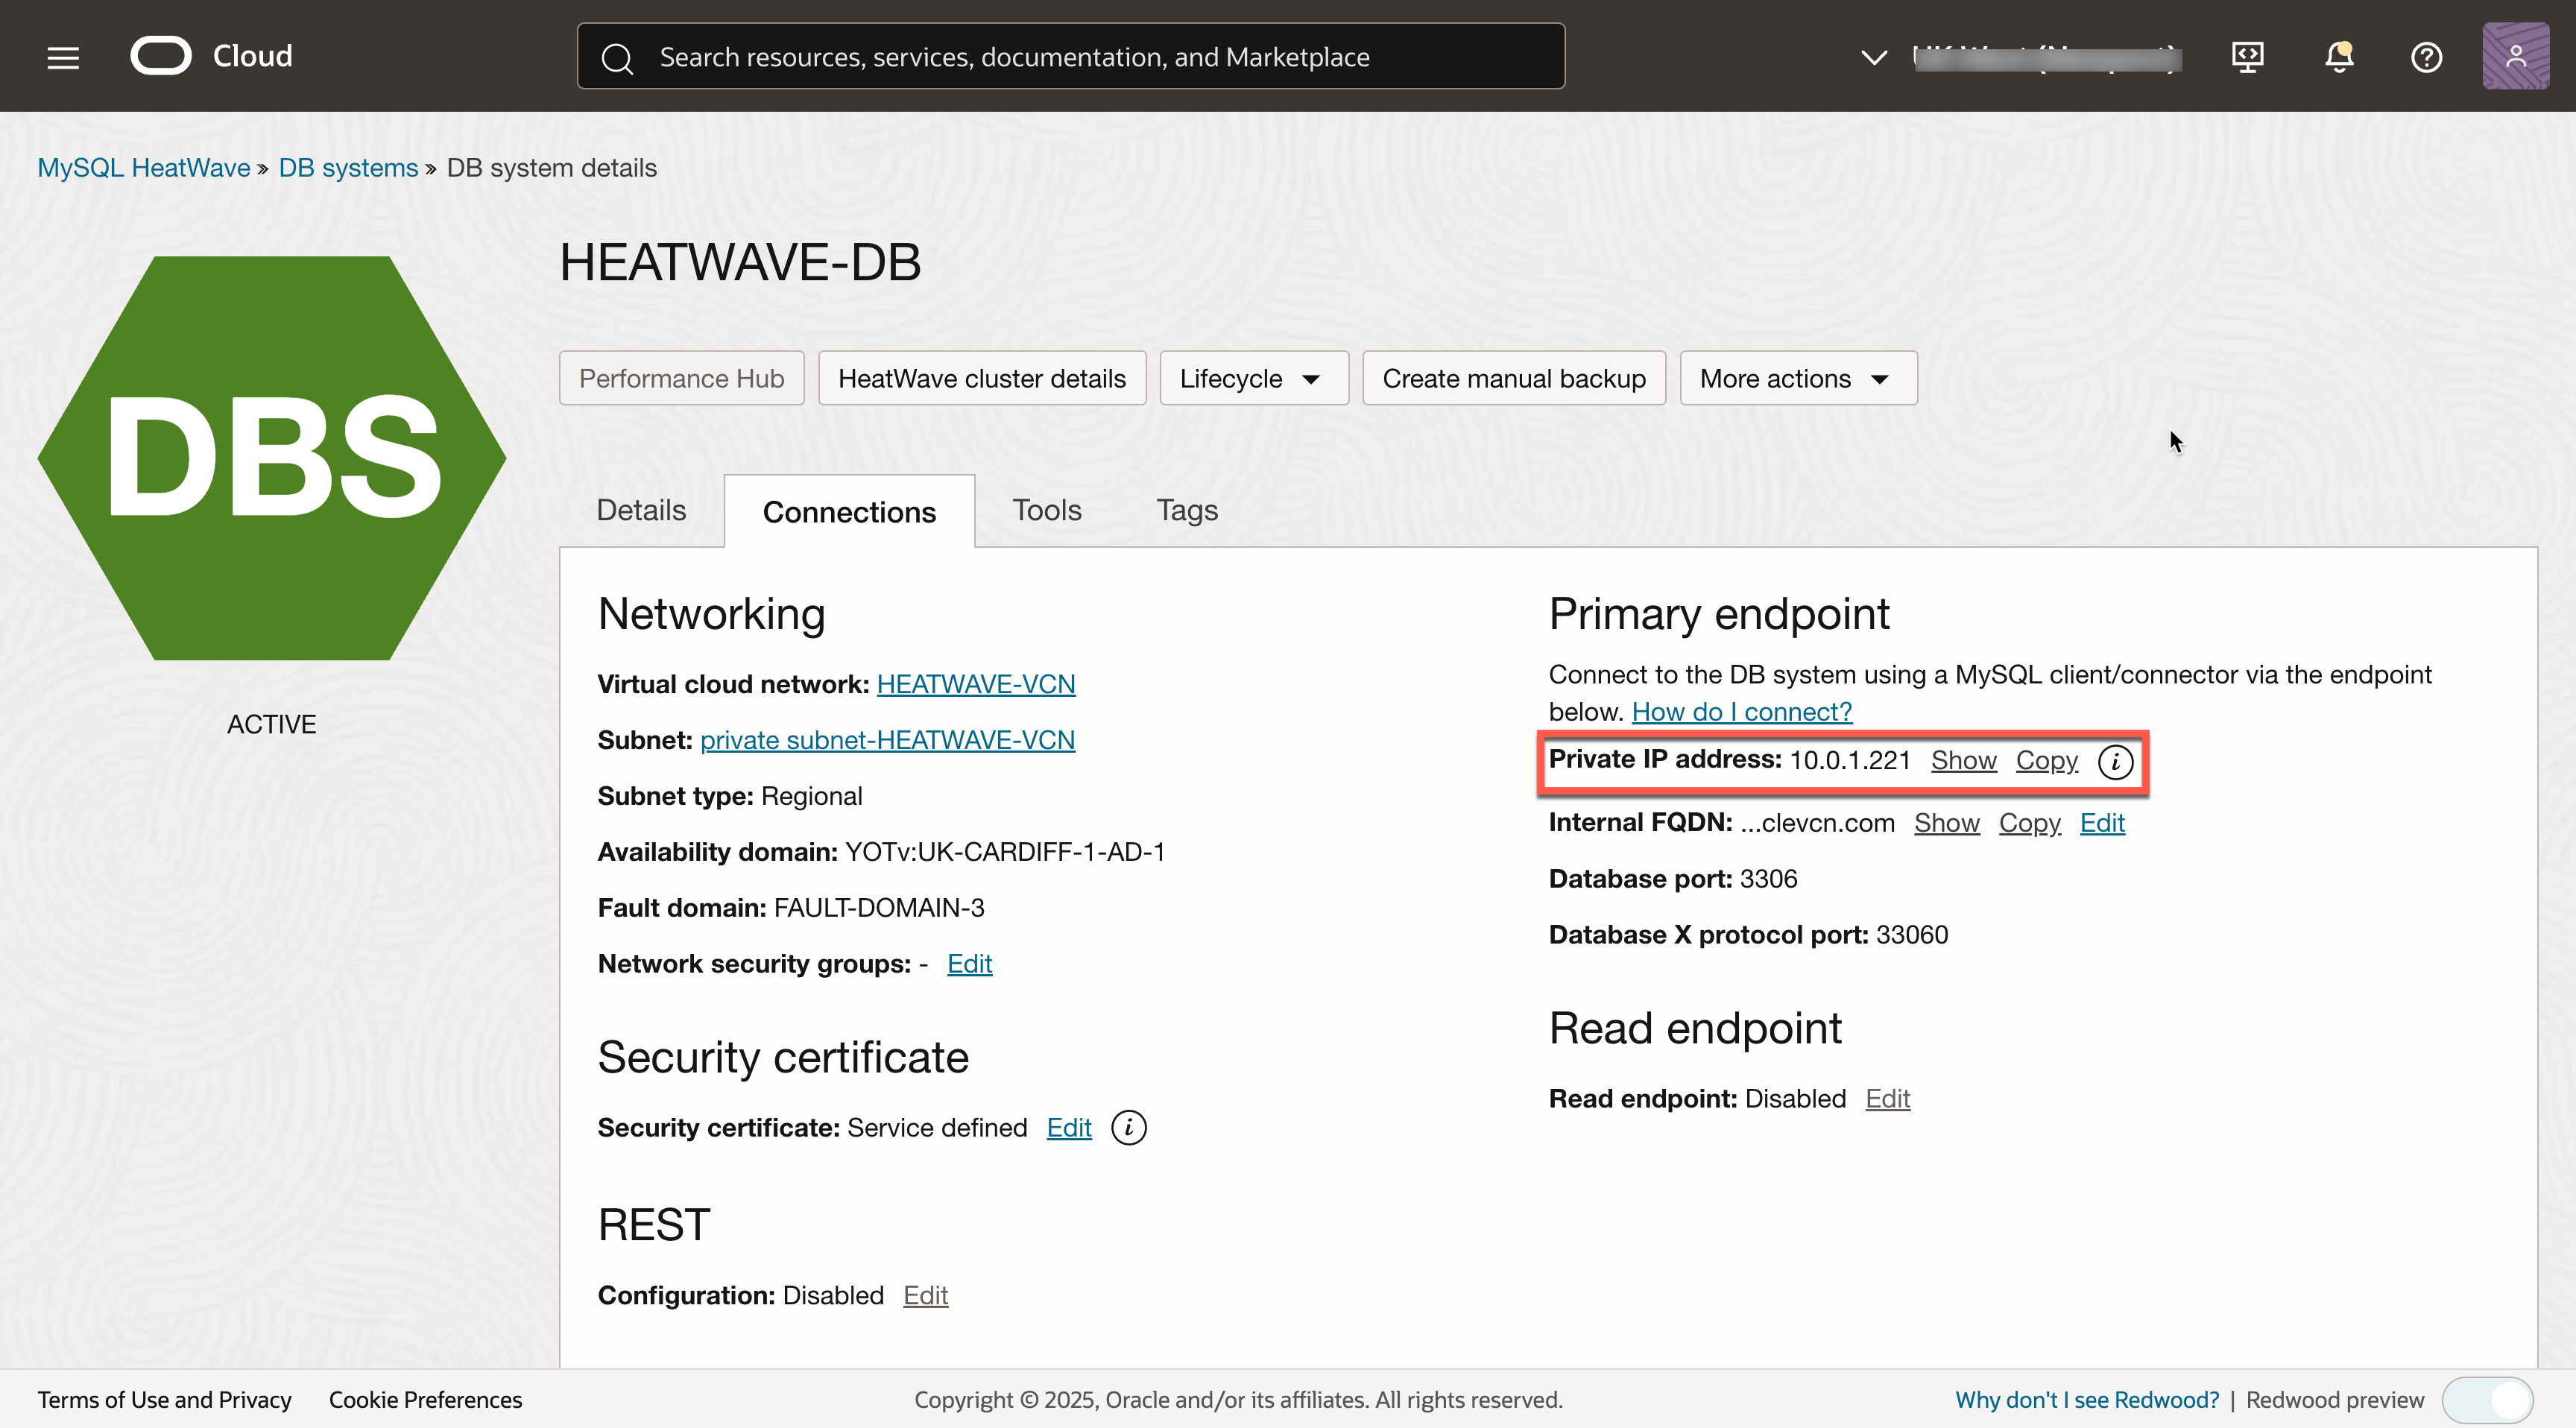 Cloud
Search resources, services, documentation, and Marketplace
MySQL HeatWave » DB systems » DB system details
HEATWAVE-DB
Performance Hub
HeatWave cluster details
Lifecycle
Create manual backup
More actions
DBS
ACTIVE
Details
Connections
Tools
Tags
Networking
Virtual cloud network: HEATWAVE-VCN
Subnet: private subnet-HEATWAVE-VCN
Subnet type: Regional
Availability domain: YOTv:UK-CARDIFF-1-AD-1
Fault domain: FAULT-DOMAIN-3
Network security groups: - Edit
Security certificate
Security certificate: Service defined Edit i
REST
Configuration: Disabled Edit
Primary endpoint
Connect to the DB system using a MySQL client/connector via the endpoint
below. How do I connect?
Private IP address: 10.0.1.221 Show Copy i
Internal FQDN: ...clevcn.com Show Copy Edit
Database port: 3306
Database X protocol port: 33060
Read endpoint
Read endpoint: Disabled Edit
Terms of Use and Privacy
Cookie Preferences
Copyright © 2025, Oracle and/or its affiliates. All rights reserved.
Why don't I see Redwood? | Redwood preview